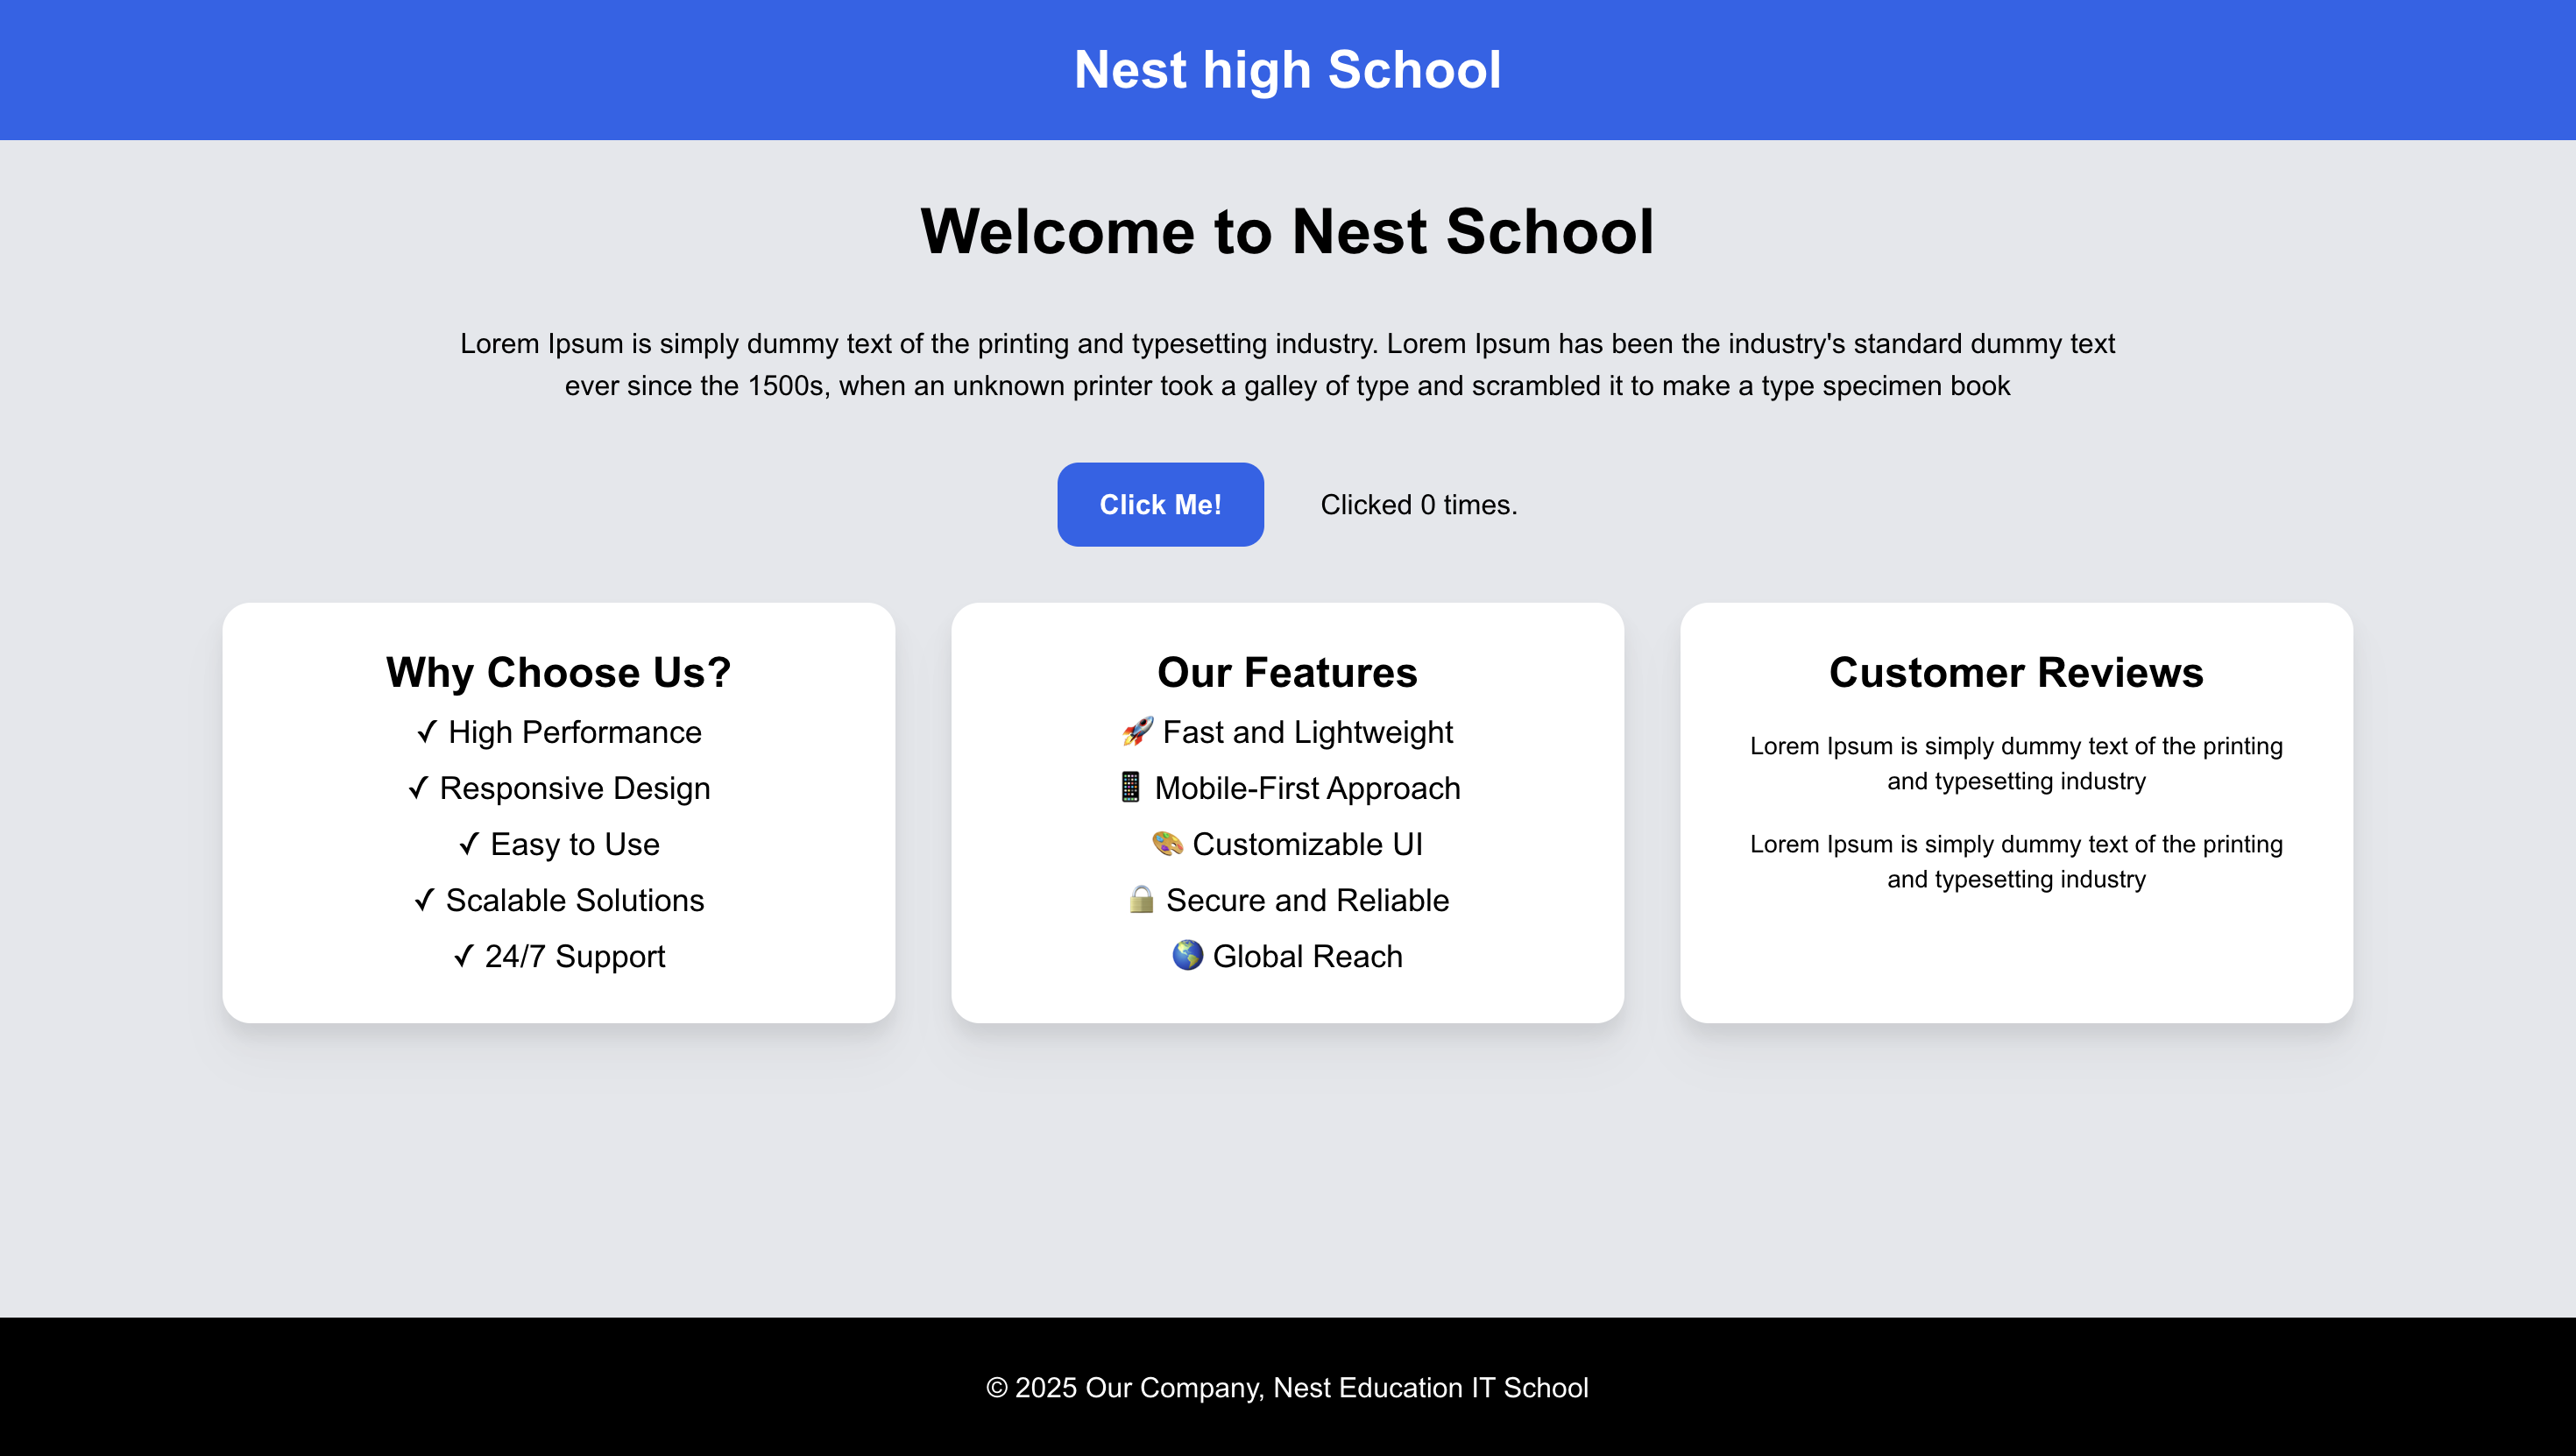 Nest high School
Welcome to Nest School
Lorem Ipsum is simply dummy text of the printing and typesetting industry. Lorem Ipsum has been the industry's standard dummy text
ever since the 1500s, when an unknown printer took a galley of type and scrambled it to make a type specimen book
Click Me!
Clicked 0 times.
Why Choose Us?
✓ High Performance
✓ Responsive Design
✓ Easy to Use
✓ Scalable Solutions
✓ 24/7 Support
Our Features
🚀 Fast and Lightweight
📱 Mobile-First Approach
🎨 Customizable UI
🔒 Secure and Reliable
🌎 Global Reach
Customer Reviews
Lorem Ipsum is simply dummy text of the printing
and typesetting industry
Lorem Ipsum is simply dummy text of the printing
and typesetting industry
© 2025 Our Company, Nest Education IT School